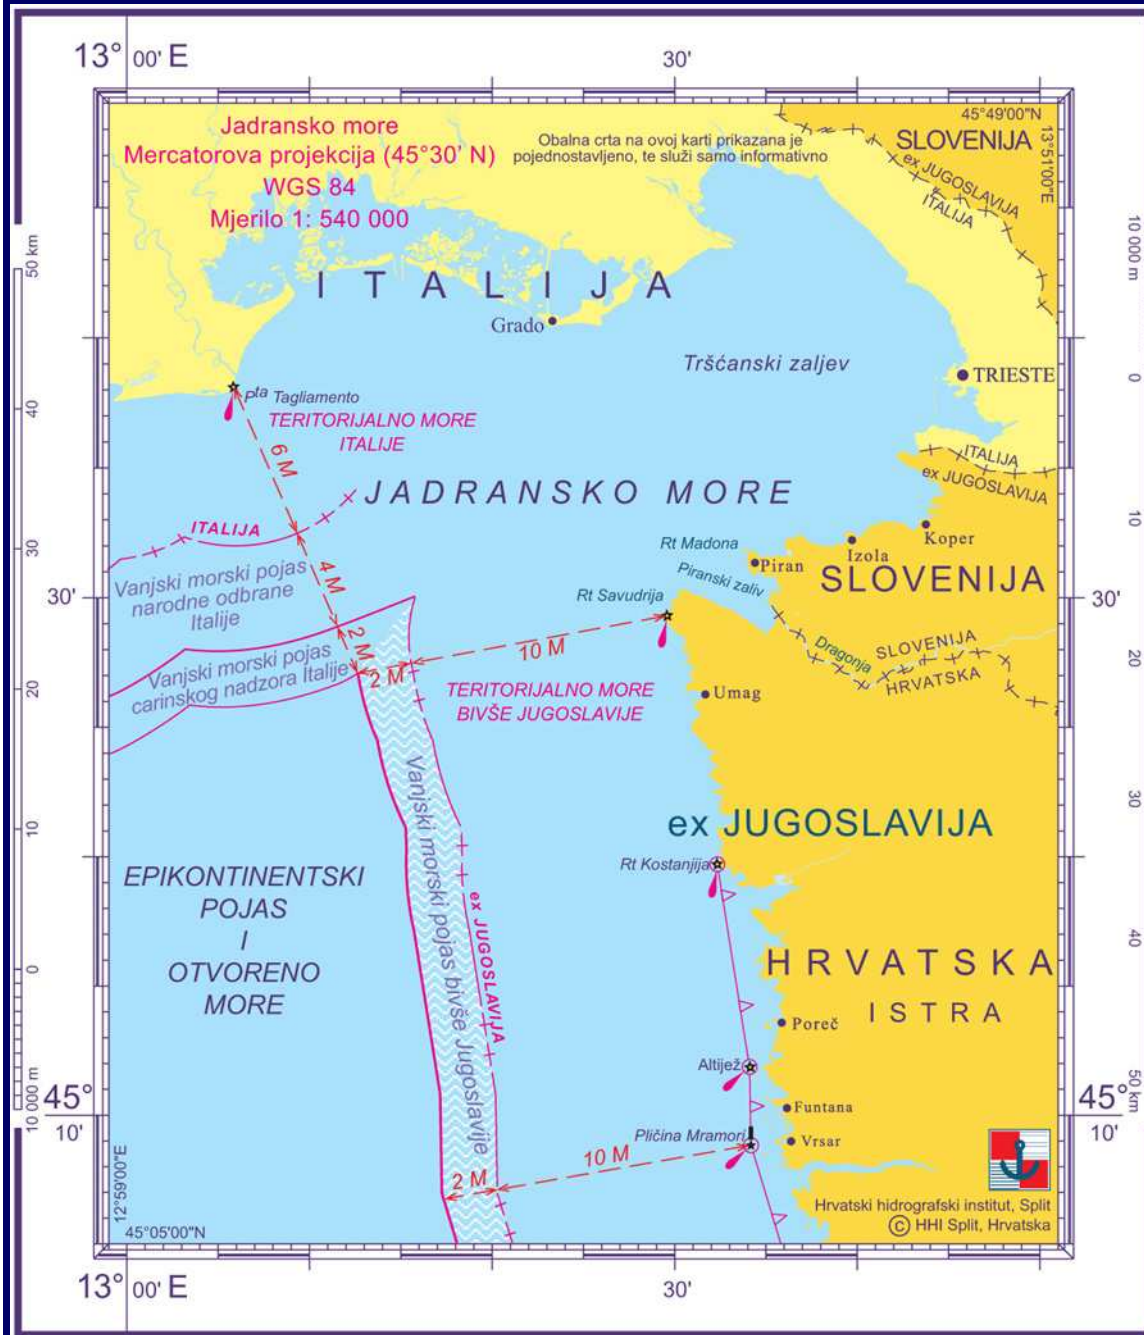 13° 00' E
30'
45°49'00"N
13°51'00"E
Jadransko more
Mercatorova projekcija (45°30' N)
WGS 84
Mjerilo 1: 540 000
Obalna crta na ovoj karti prikazana je
pojednostavljeno, te služi samo informativno
SLOVENIJA
ex JUGOSLAVIJA
ITALIJA
50 km
10 000 m
ITALIJA
Grado
Tršćanski zaljev
TRIESTE
0
40
Pta Tagliamento
TERITORIJALNO MORE
ITALIJE
6 M
ITALIJA
ex JUGOSLAVIJA
JADRANSKO MORE
ITALIJA
30
10
Koper
Izola
Rt Madona
Piran
Piranski zaliv
SLOVENIJA
Vanjski morski pojas
narodne odbrane
Italije
4 M
30'
Rt Savudrija
30'
2 M
10 M
Dragonja
SLOVENIJA
HRVATSKA
20
Vanjski morski pojas
carinskog nadzora Italije
2 M
20
TERITORIJALNO MORE
BIVŠE JUGOSLAVIJE
Umag
Vanjski morski pojas bivše Jugoslavije
ex JUGOSLAVIJA
30
10
ex JUGOSLAVIJA
Rt Kostanjija
EPIKONTINENTSKI
POJAS
I
OTVORENO
MORE
40
0
HRVATSKA
ISTRA
Poreč
Altijež
10 000 m
50 km
45°
10'
45°
10'
Funtana
Pličina Mramori
Vrsar
10 M
2 M
12°59'00"E
45°05'00"N
Hrvatski hidrografski institut, Split
© HHI Split, Hrvatska
13° 00' E
30'